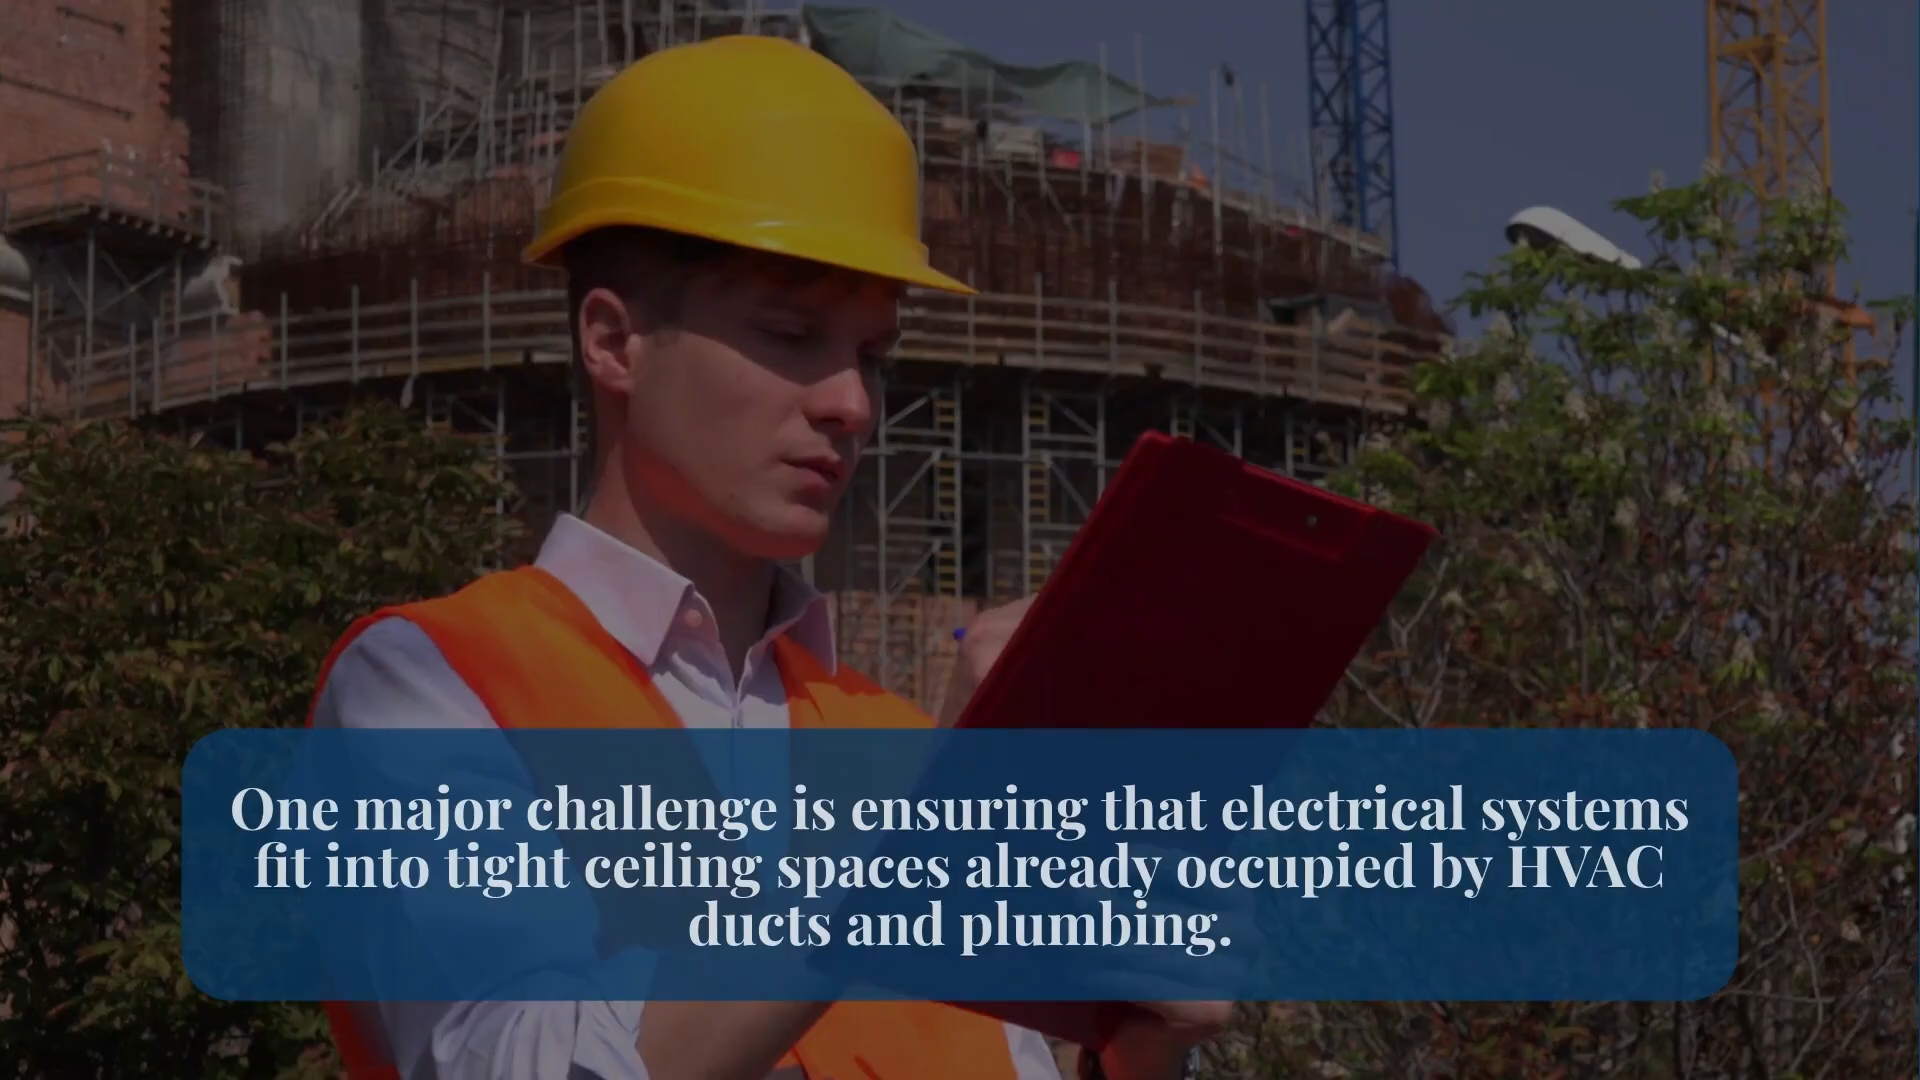 One major challenge is ensuring that electrical systems
fit into tight ceiling spaces already occupied by HVAC
ducts and plumbing.